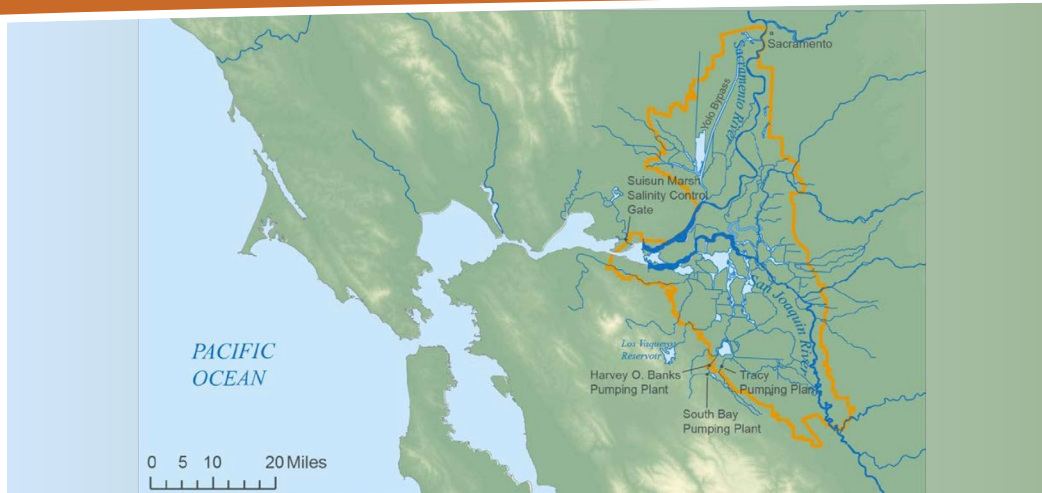 Sacramento
Sacramento River
Yolo Bypass
Suisun Marsh
Salinity Control
Gate
San Joaquin River
Los Vaqueros
Reservoir
PACIFIC
OCEAN
Harvey O. Banks
Pumping Plant
Tracy
Pumping Plant
South Bay
Pumping Plant
0 5 10 20 Miles